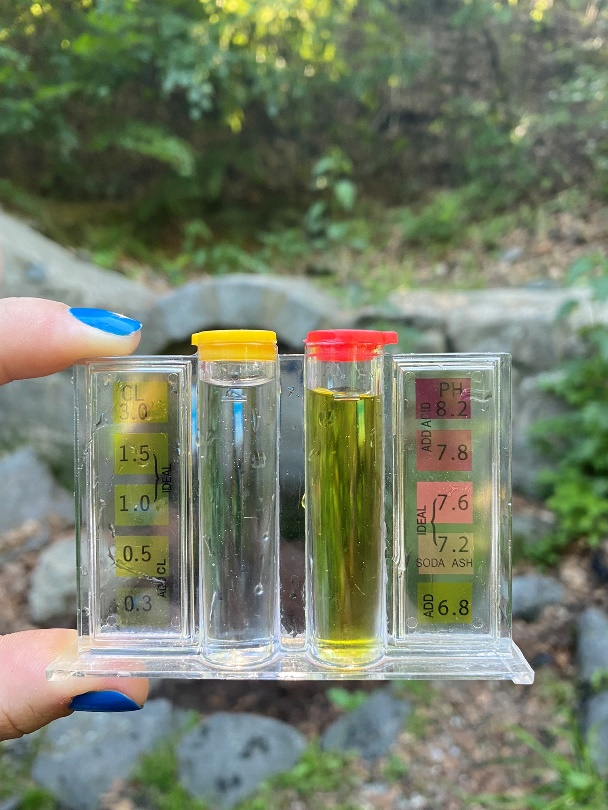 CL
3.0
1.5
1.0
0.5
0.3
IDEAL
ADD CL
PH
8.2
7.8
7.6
7.2
6.8
ADD ACID
IDEAL
SODA ASH
ADD